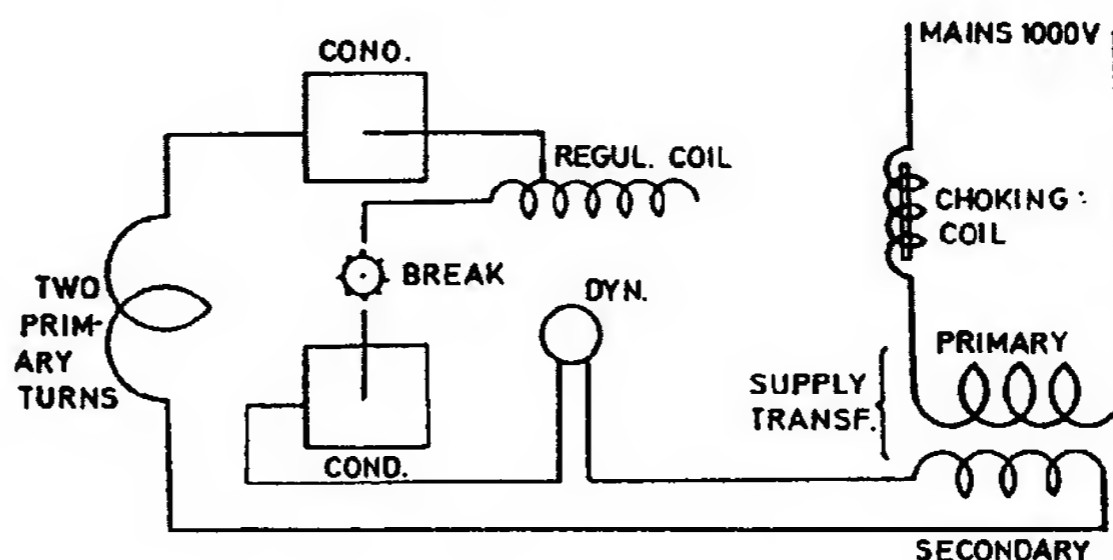 MAINS 1000V
CONO.
REGUL. COIL
CHOKING
COIL
BREAK
TWO
PRIM-
ARY
TURNS
DYN.
PRIMARY
SUPPLY
TRANSF.
COND.
SECONDARY